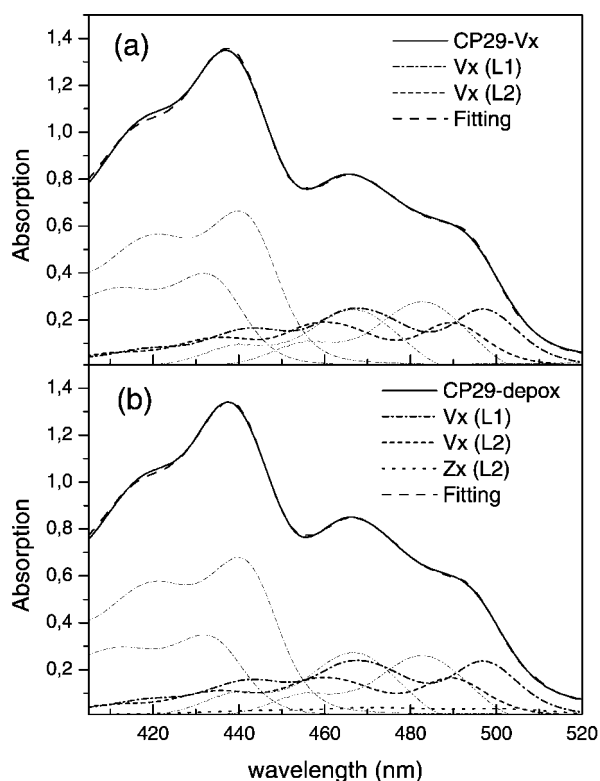 (a)
CP29-Vx
Vx (L1)
Vx (L2)
Fitting
1,4
1,2
1,0
0,8
0,6
0,4
0,2
Absorption
(b)
CP29-depox
Vx (L1)
Vx (L2)
Zx (L2)
Fitting
1,4
1,2
1,0
0,8
0,6
0,4
0,2
Absorption
420 440 460 480 500 520
wavelength (nm)